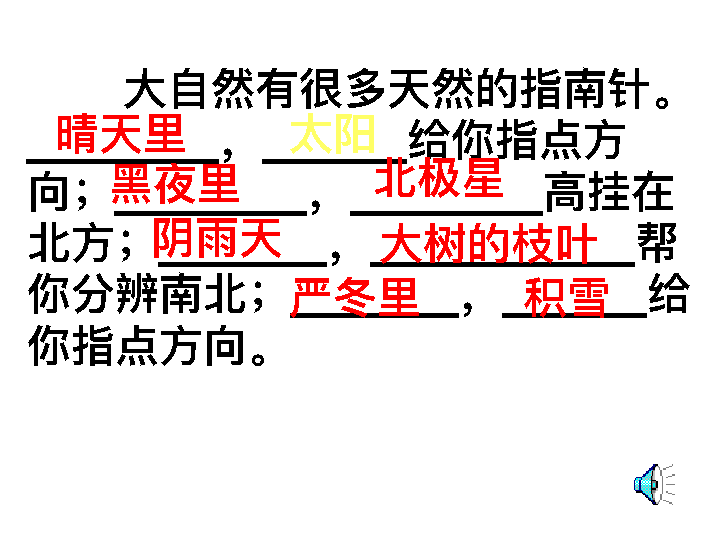 大自然有很多天然的指南针。
晴天里，太阳给你指点方
向；黑夜里，北极星高挂在
北方；阴雨天，大树的枝叶帮
你分辨南北；严冬里，积雪给
你指点方向。